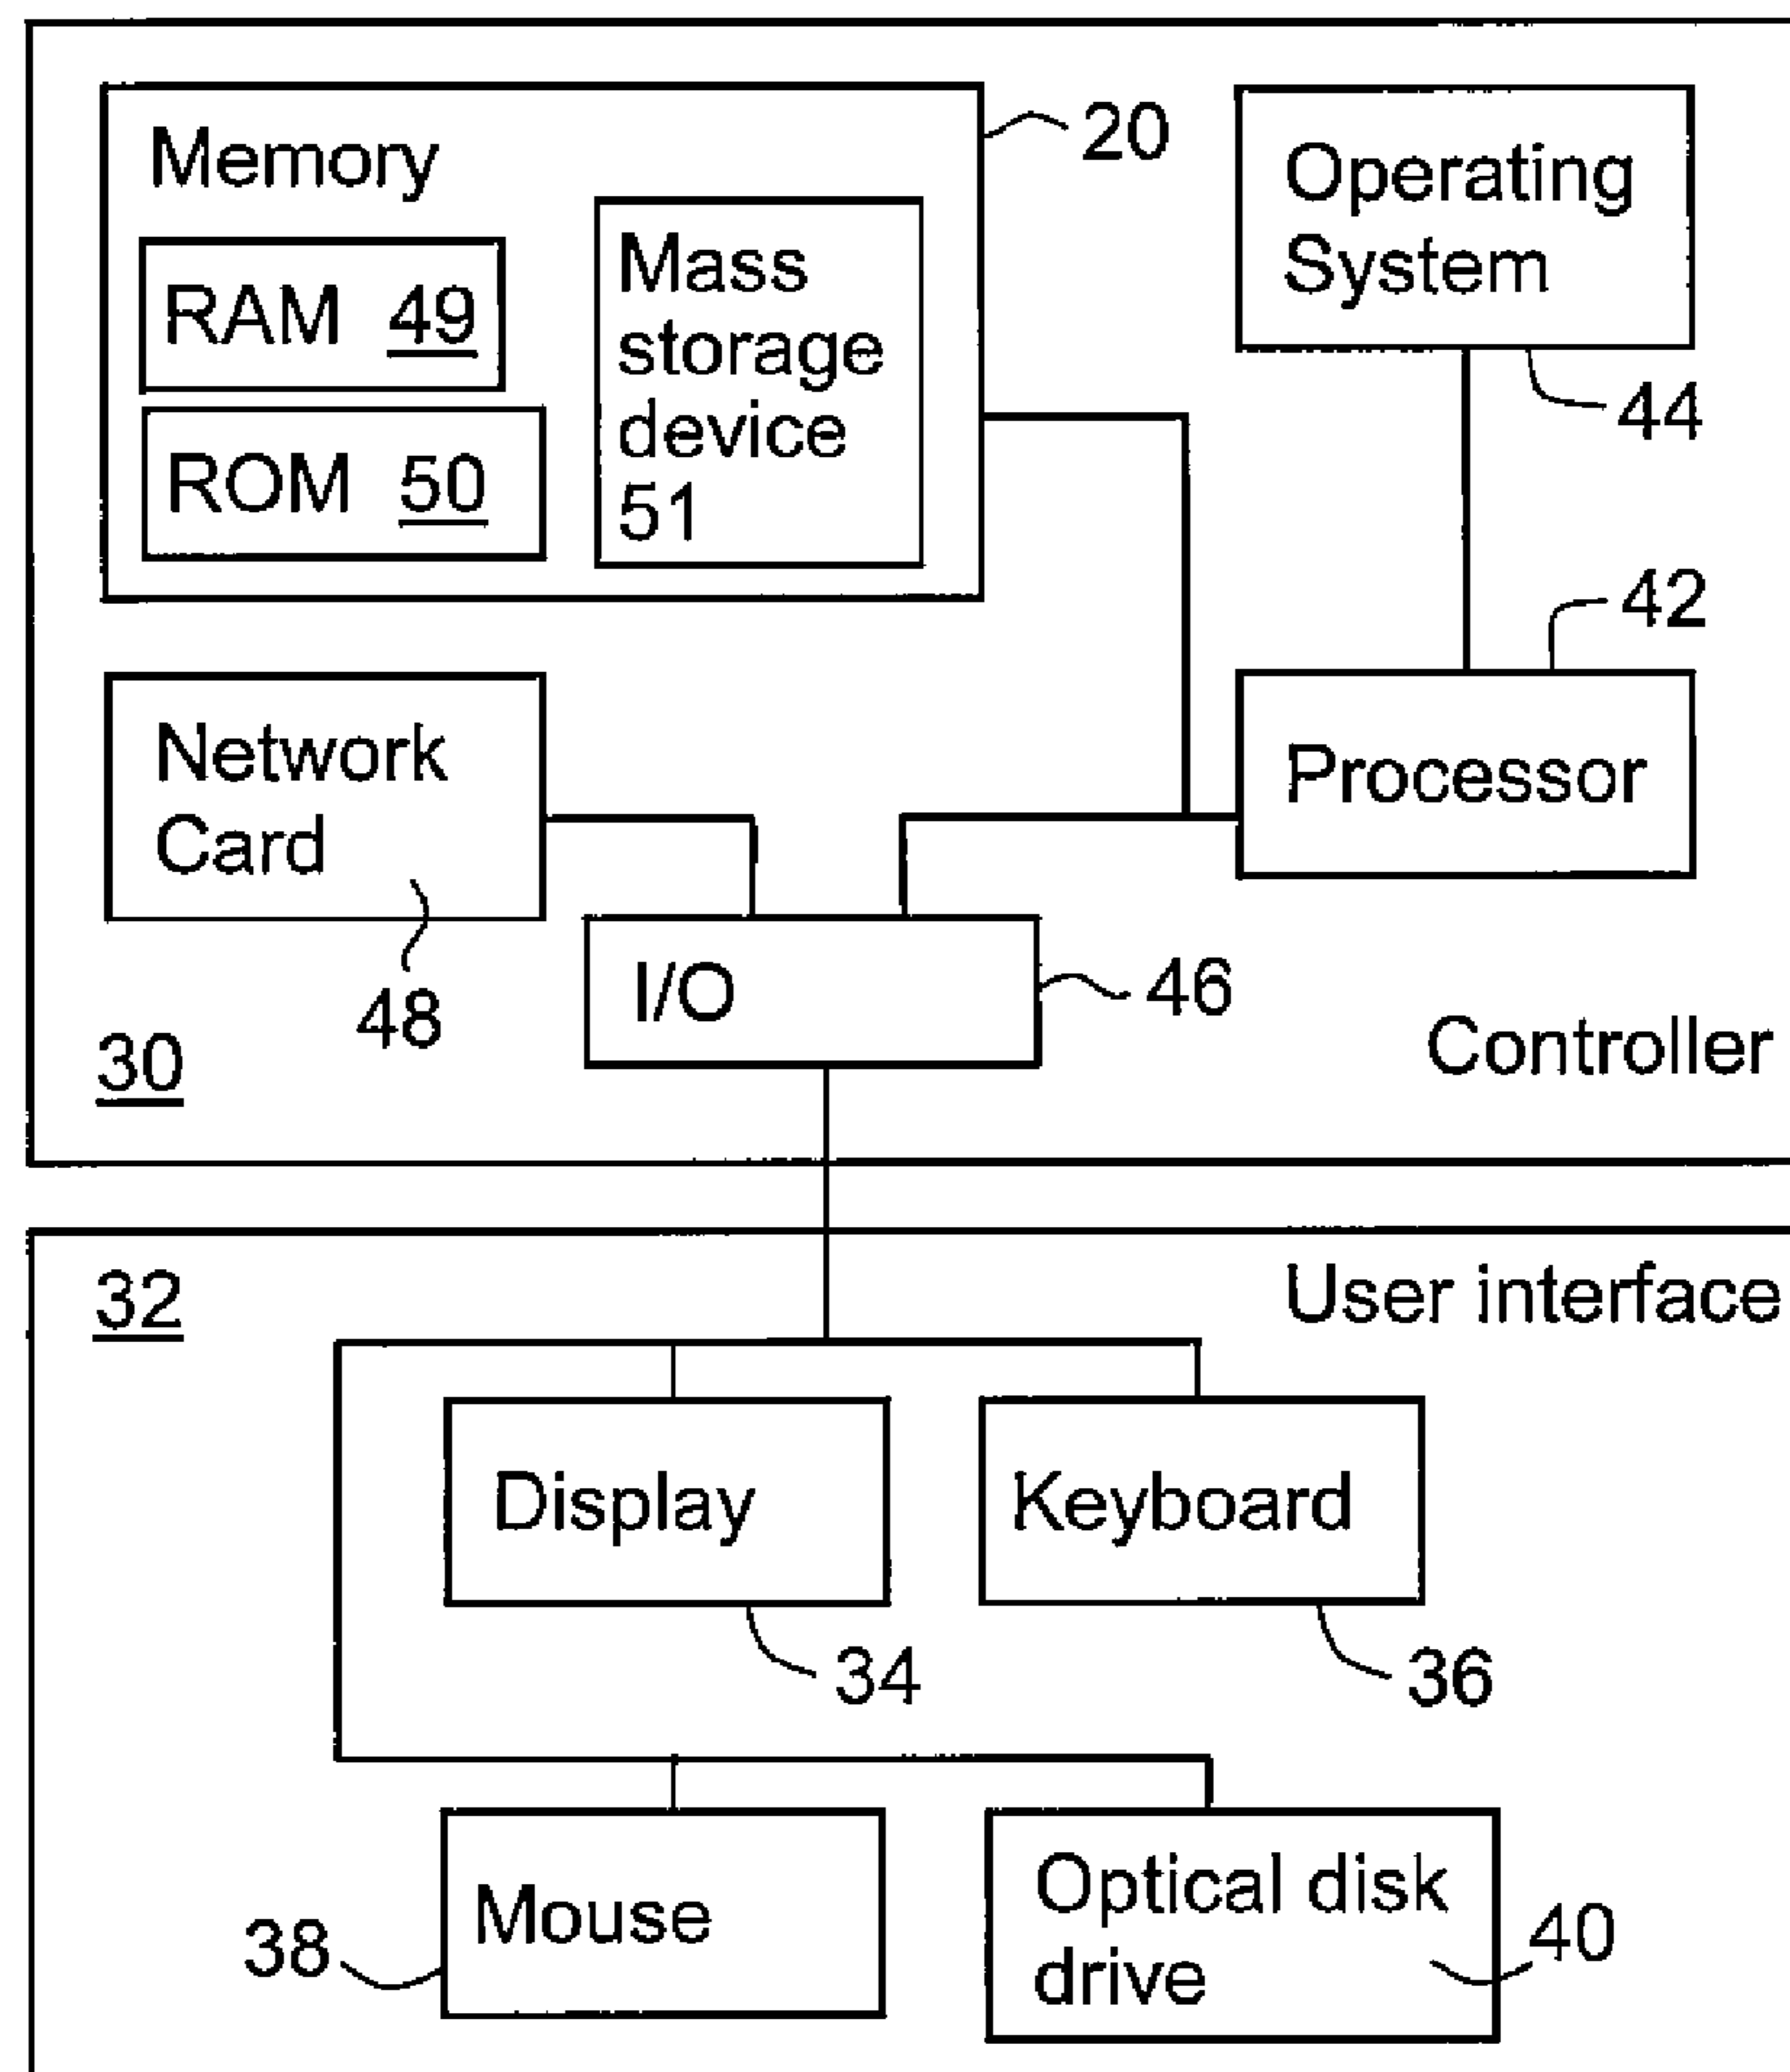 Memory
20
Operating
System
RAM 49
Mass
storage
device
51
ROM 50
44
42
Network
Card
Processor
I/O
46
48
30
Controller
32
User interface
Display
Keyboard
34
36
Mouse
Optical disk
drive
38
40